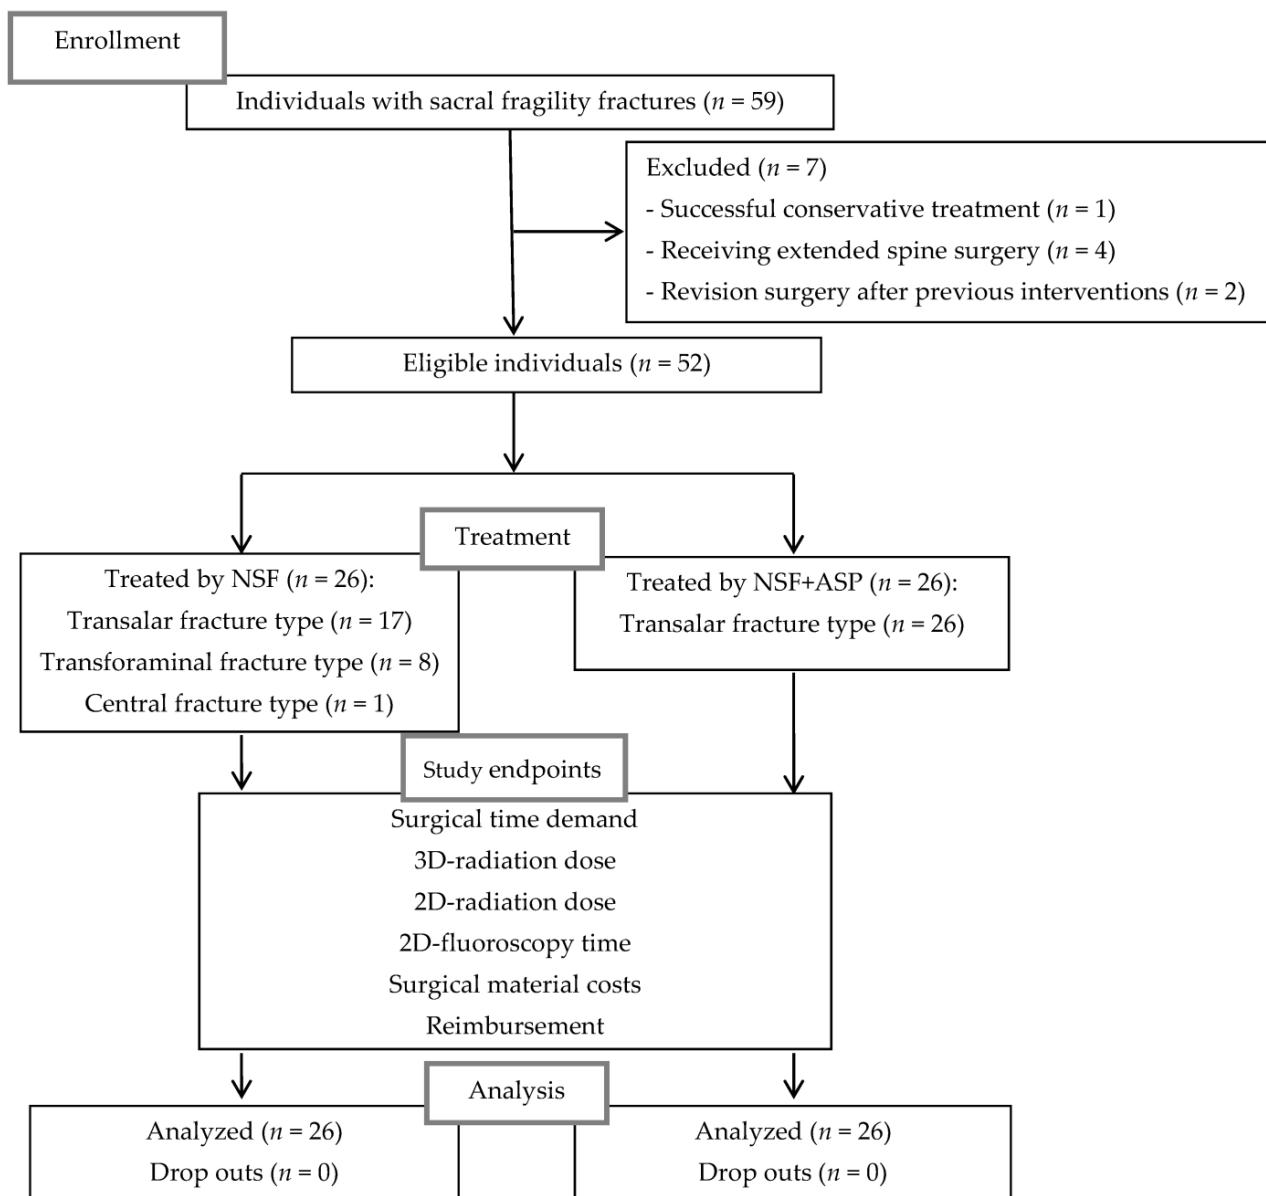 Enrollment
Individuals with sacral fragility fractures (n = 59)
Excluded (n = 7)
- Successful conservative treatment (n = 1)
- Receiving extended spine surgery (n = 4)
- Revision surgery after previous interventions (n = 2)
Eligible individuals (n = 52)
Treatment
Treated by NSF (n = 26):
Transalar fracture type (n = 17)
Transforaminal fracture type (n = 8)
Central fracture type (n = 1)
Treated by NSF+ASP (n = 26):
Transalar fracture type (n = 26)
Study endpoints
Surgical time demand
3D-radiation dose
2D-radiation dose
2D-fluoroscopy time
Surgical material costs
Reimbursement
Analysis
Analyzed (n = 26)
Drop outs (n = 0)
Analyzed (n = 26)
Drop outs (n = 0)